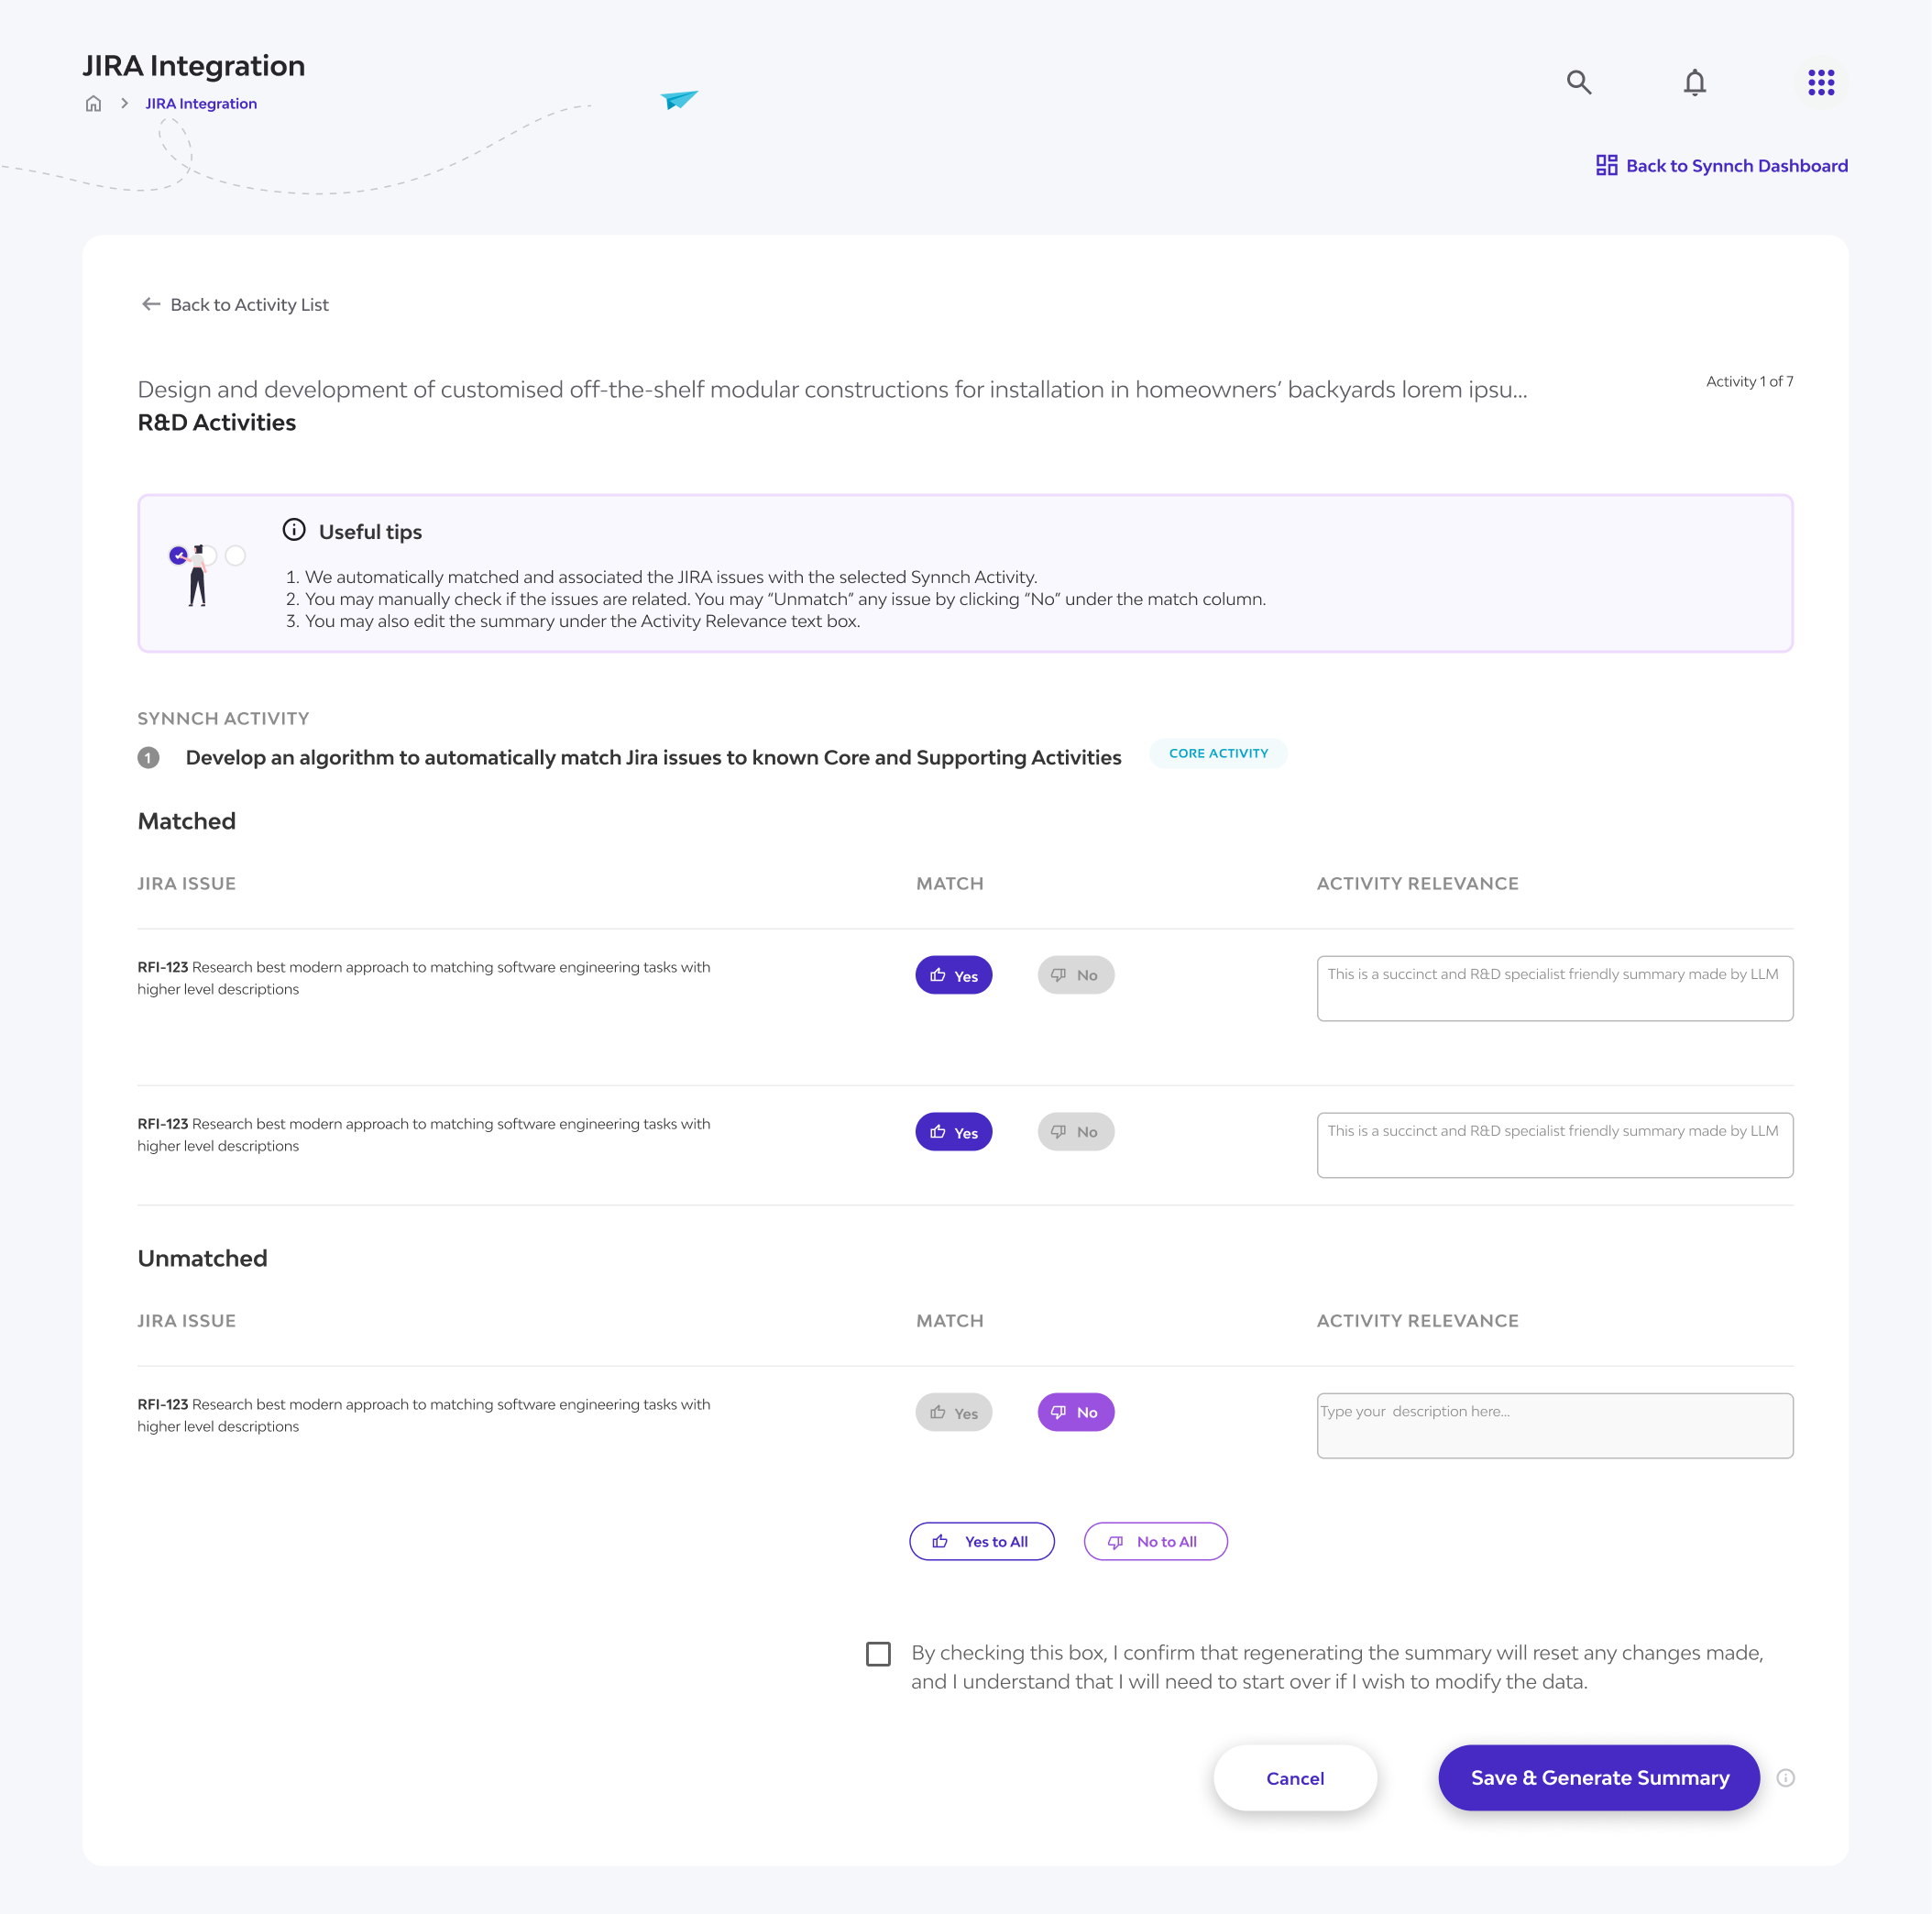 JIRA Integration
JIRA Integration
Back to Synnch Dashboard
Back to Activity List
Design and development of customised off-the-shelf modular constructions for installation in homeowners’ backyards lorem ipsu...
Activity 1 of 7
R&D Activities
Useful tips
1. We automatically matched and associated the JIRA issues with the selected Synnch Activity.
2. You may manually check if the issues are related. You may “Unmatch” any issue by clicking “No” under the match column.
3. You may also edit the summary under the Activity Relevance text box.
SYNNCH ACTIVITY
1 Develop an algorithm to automatically match Jira issues to known Core and Supporting Activities CORE ACTIVITY
Matched
JIRA ISSUE MATCH ACTIVITY RELEVANCE
RFI-123 Research best modern approach to matching software engineering tasks with
higher level descriptions
Yes No
This is a succinct and R&D specialist friendly summary made by LLM
RFI-123 Research best modern approach to matching software engineering tasks with
higher level descriptions
Yes No
This is a succinct and R&D specialist friendly summary made by LLM
Unmatched
JIRA ISSUE MATCH ACTIVITY RELEVANCE
RFI-123 Research best modern approach to matching software engineering tasks with
higher level descriptions
Yes No
Type your description here...
Yes to All No to All
By checking this box, I confirm that regenerating the summary will reset any changes made,
and I understand that I will need to start over if I wish to modify the data.
Cancel Save & Generate Summary